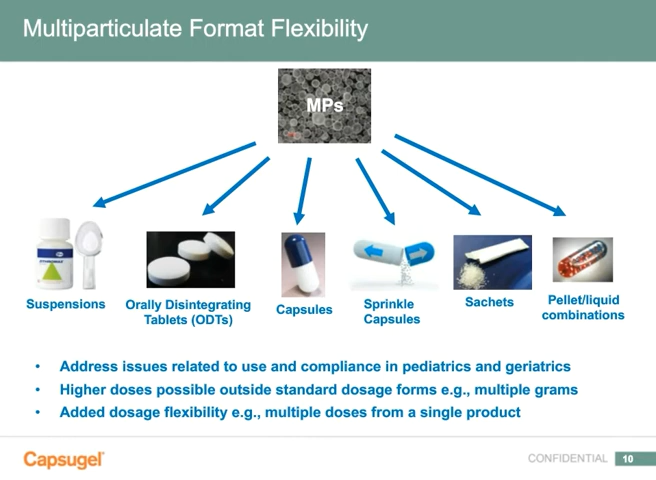 Multiparticulate Format Flexibility
MPs
Suspensions
Orally Disintegrating
Tablets (ODTs)
Capsules
Sprinkle
Capsules
Sachets
Pellet/liquid
combinations
• Address issues related to use and compliance in pediatrics and geriatrics
• Higher doses possible outside standard dosage forms e.g., multiple grams
• Added dosage flexibility e.g., multiple doses from a single product
Capsugel
CONFIDENTIAL 10